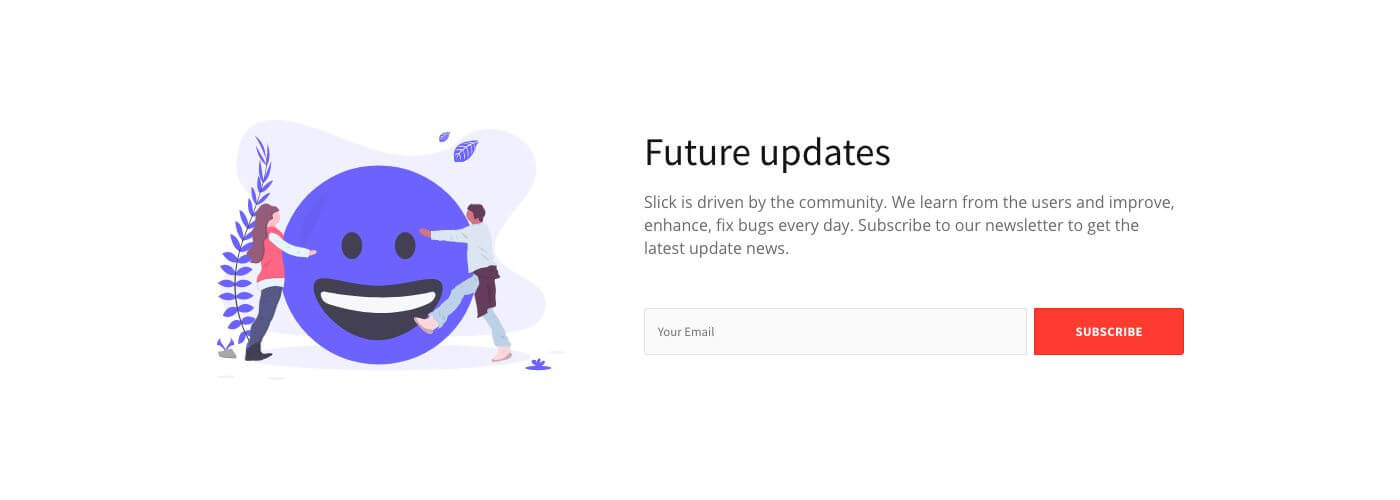 Future updates
Slick is driven by the community. We learn from the users and improve,
enhance, fix bugs every day. Subscribe to our newsletter to get the
latest update news.
Your Email
SUBSCRIBE